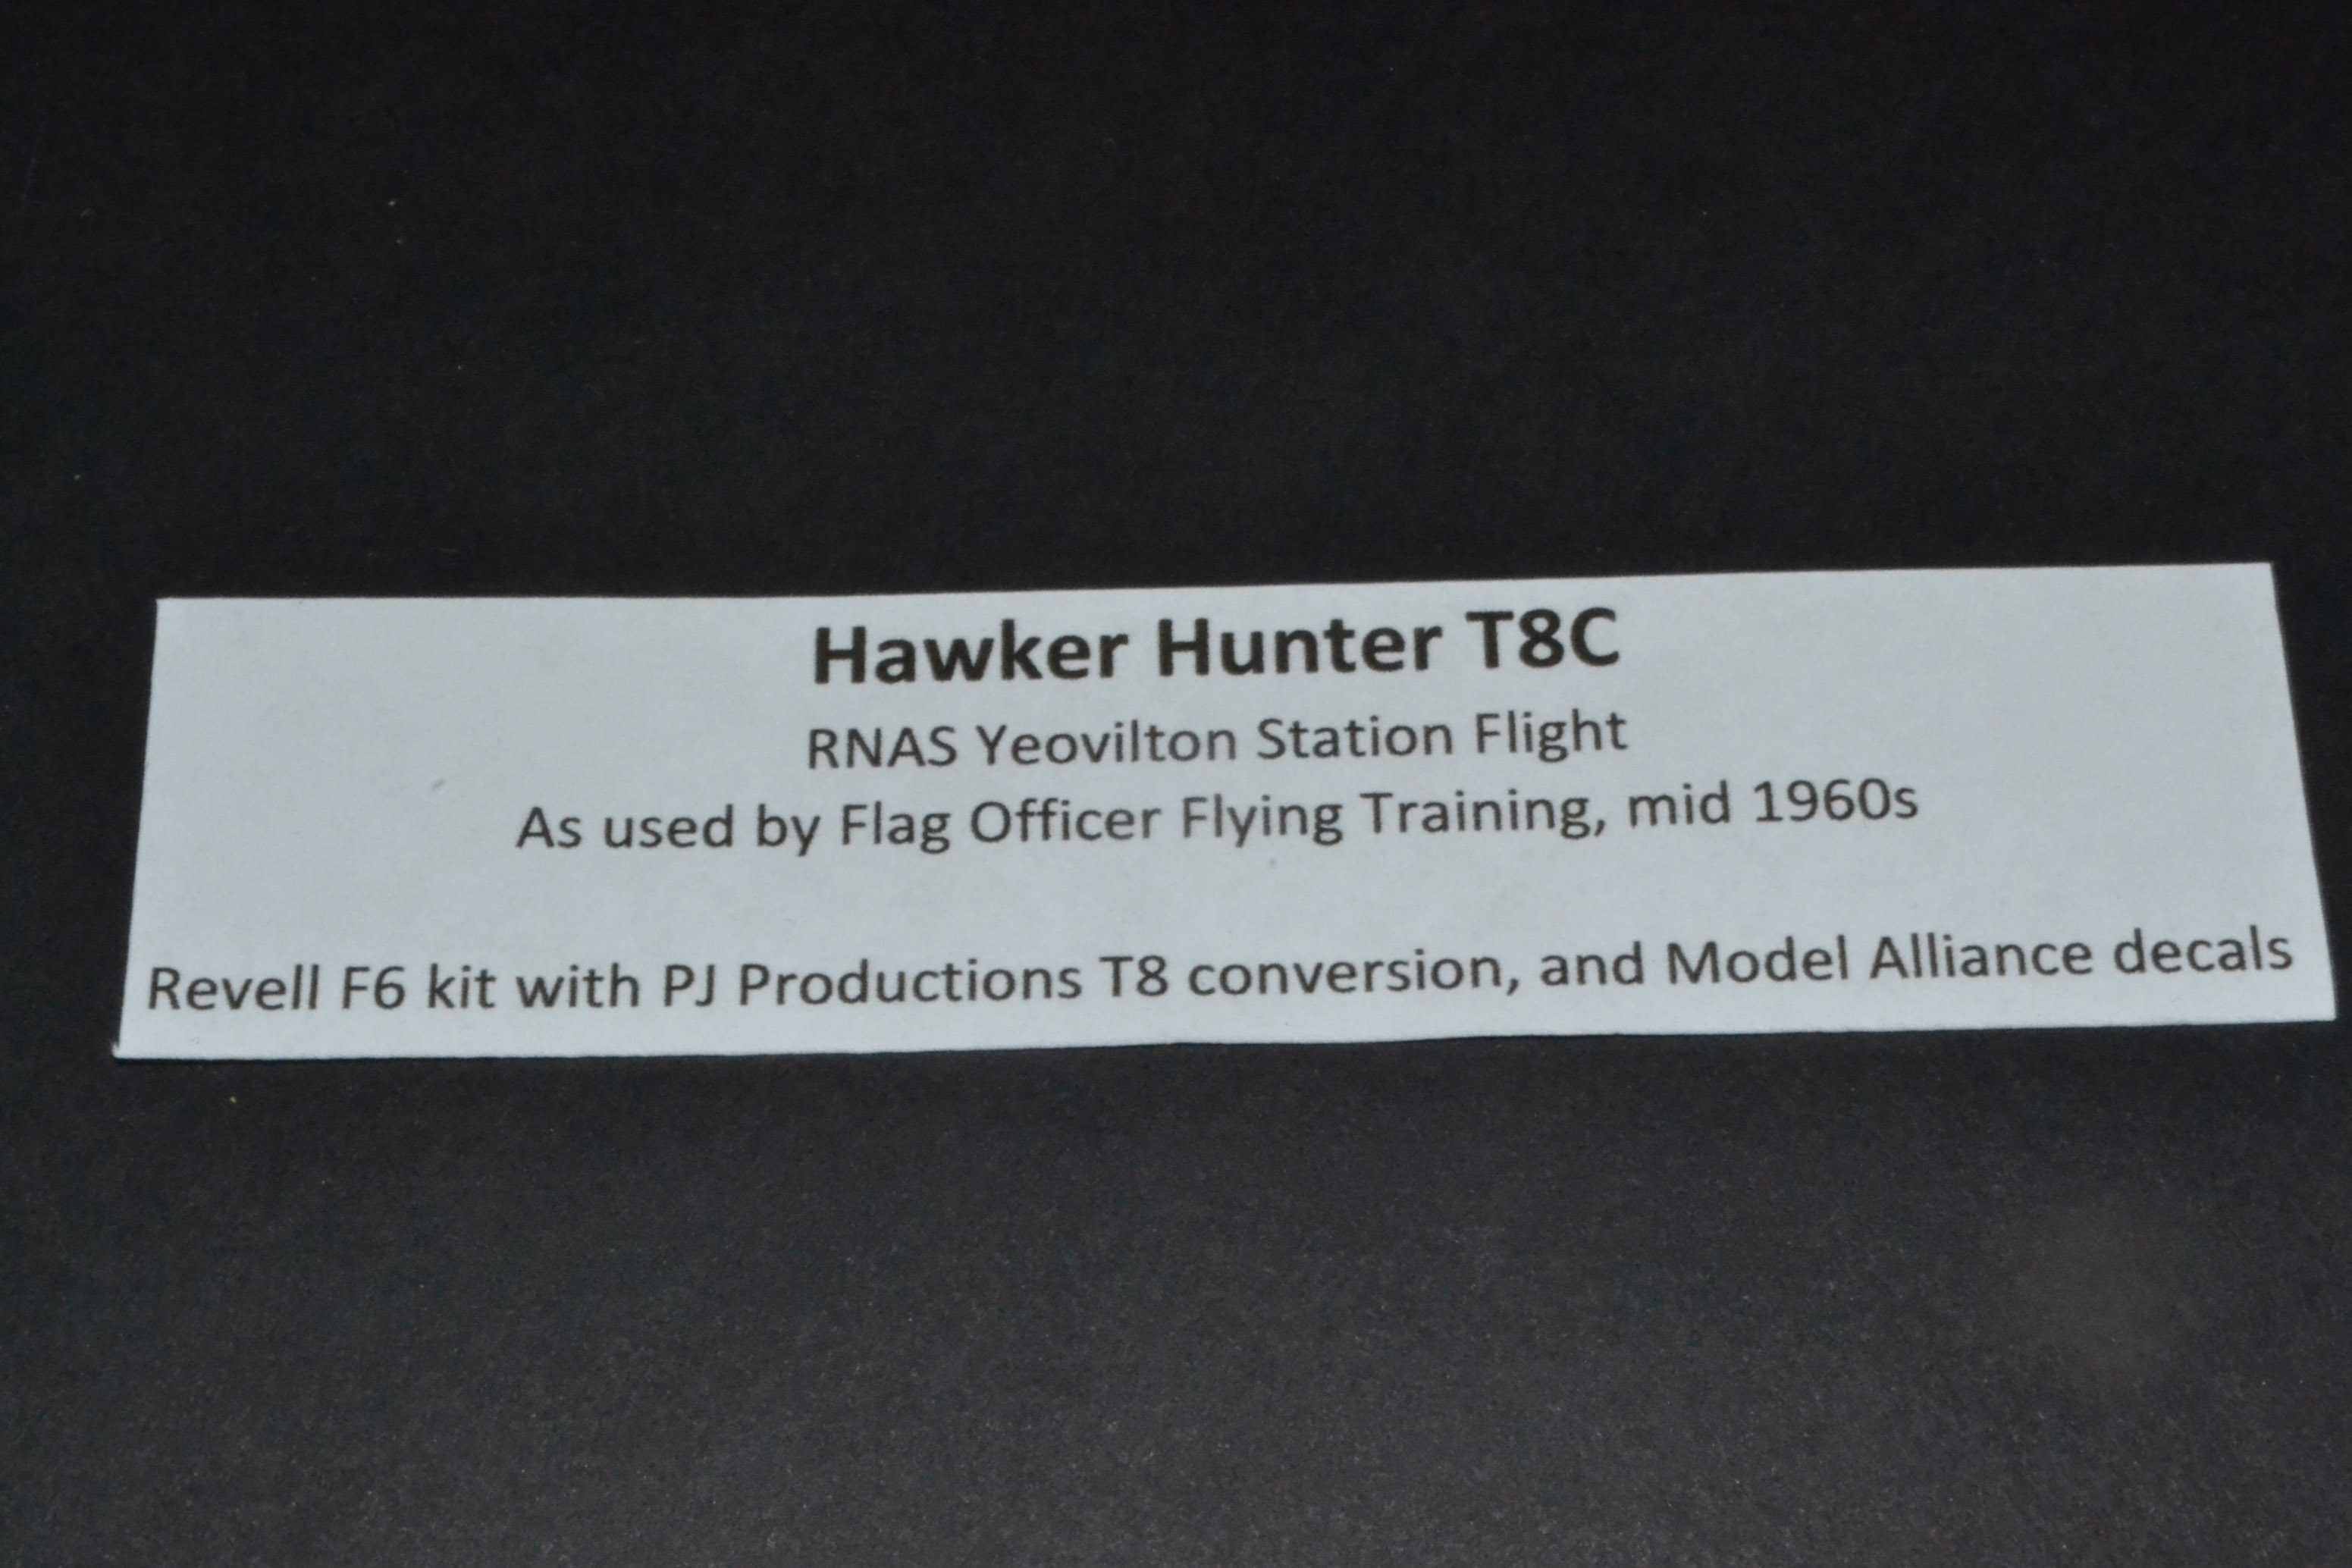 Hawker Hunter T8C
RNAS Yeovilton Station Flight
As used by Flag Officer Flying Training, mid 1960s
Revell F6 kit with PJ Productions T8 conversion, and Model Alliance decals